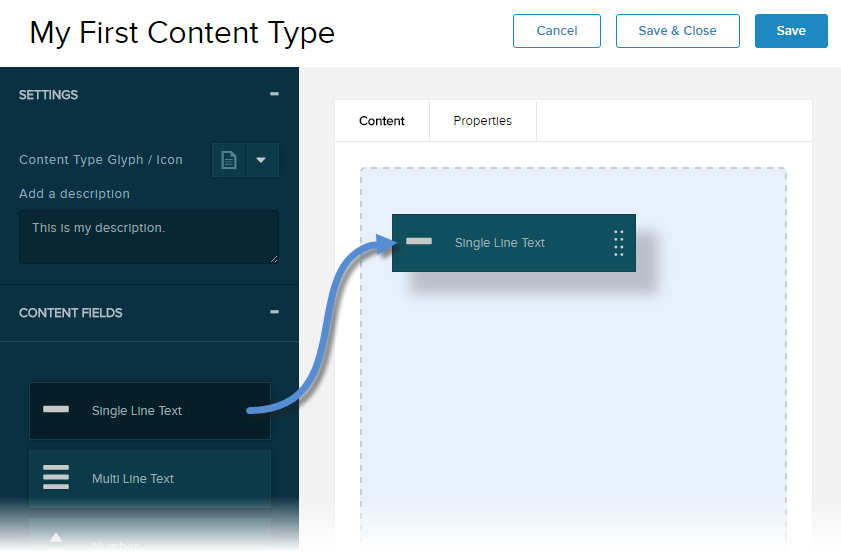 My First Content Type
Cancel
Save & Close
Save
SETTINGS
Content Type Glyph / Icon
Add a description
This is my description.
CONTENT FIELDS
Single Line Text
Multi Line Text
Number
Content
Properties
Single Line Text